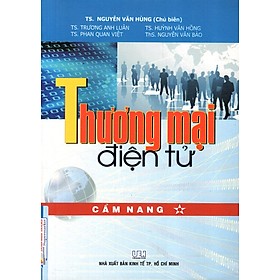 TS. NGUYỄN VĂN HÙNG (Chủ biên)
TS. TRƯƠNG ANH LUÂN TS. HUỲNH VĂN HỒNG
TS. PHAN QUAN VIỆT ThS. NGUYỄN VĂN BẢO
Thương mại
điện tử
CẨM NANG
NHÀ XUẤT BẢN KINH TẾ TP. HỒ CHÍ MINH